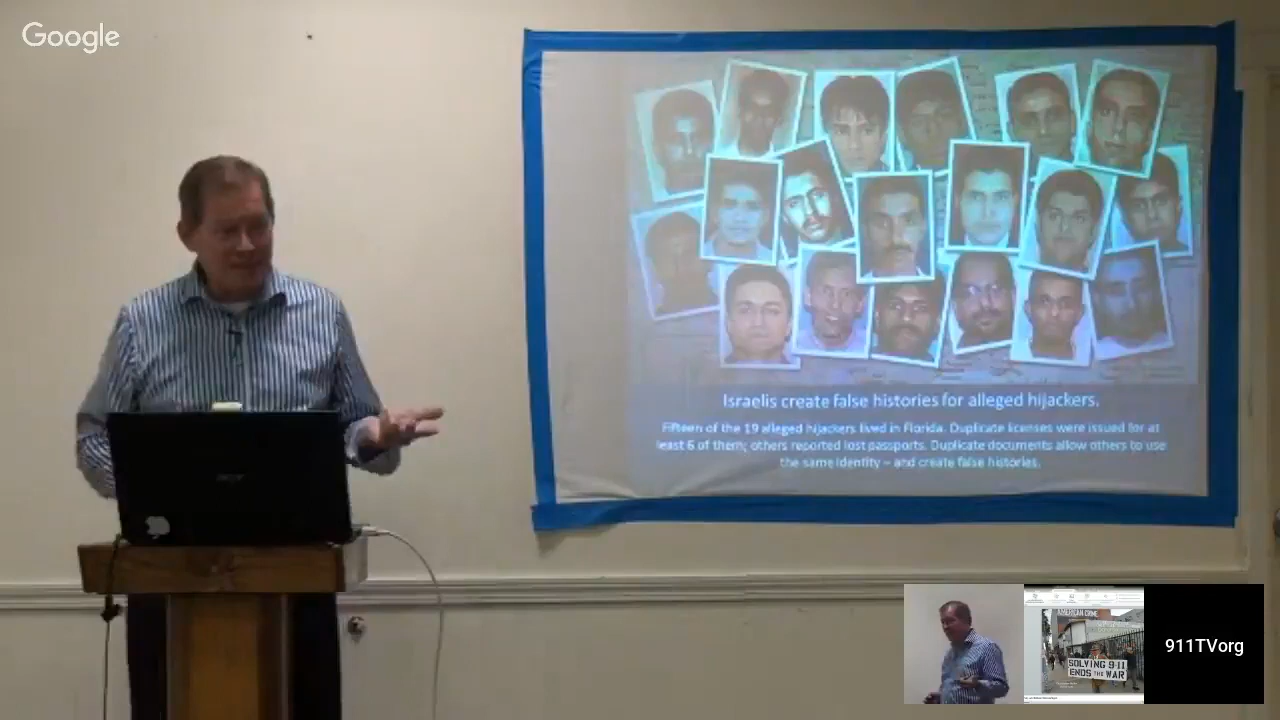 Google
Israelis create false histories for alleged hijackers.
Fifteen of the 19 alleged hijackers lived in Florida. Duplicate licenses were issued for at
least 6 of them; others reported lost passports. Duplicate documents allow others to use
the same identity – and create false histories.
acer
AMERICAN CRIME
SOLVING 9-11
ENDS THE WAR
911TVorg